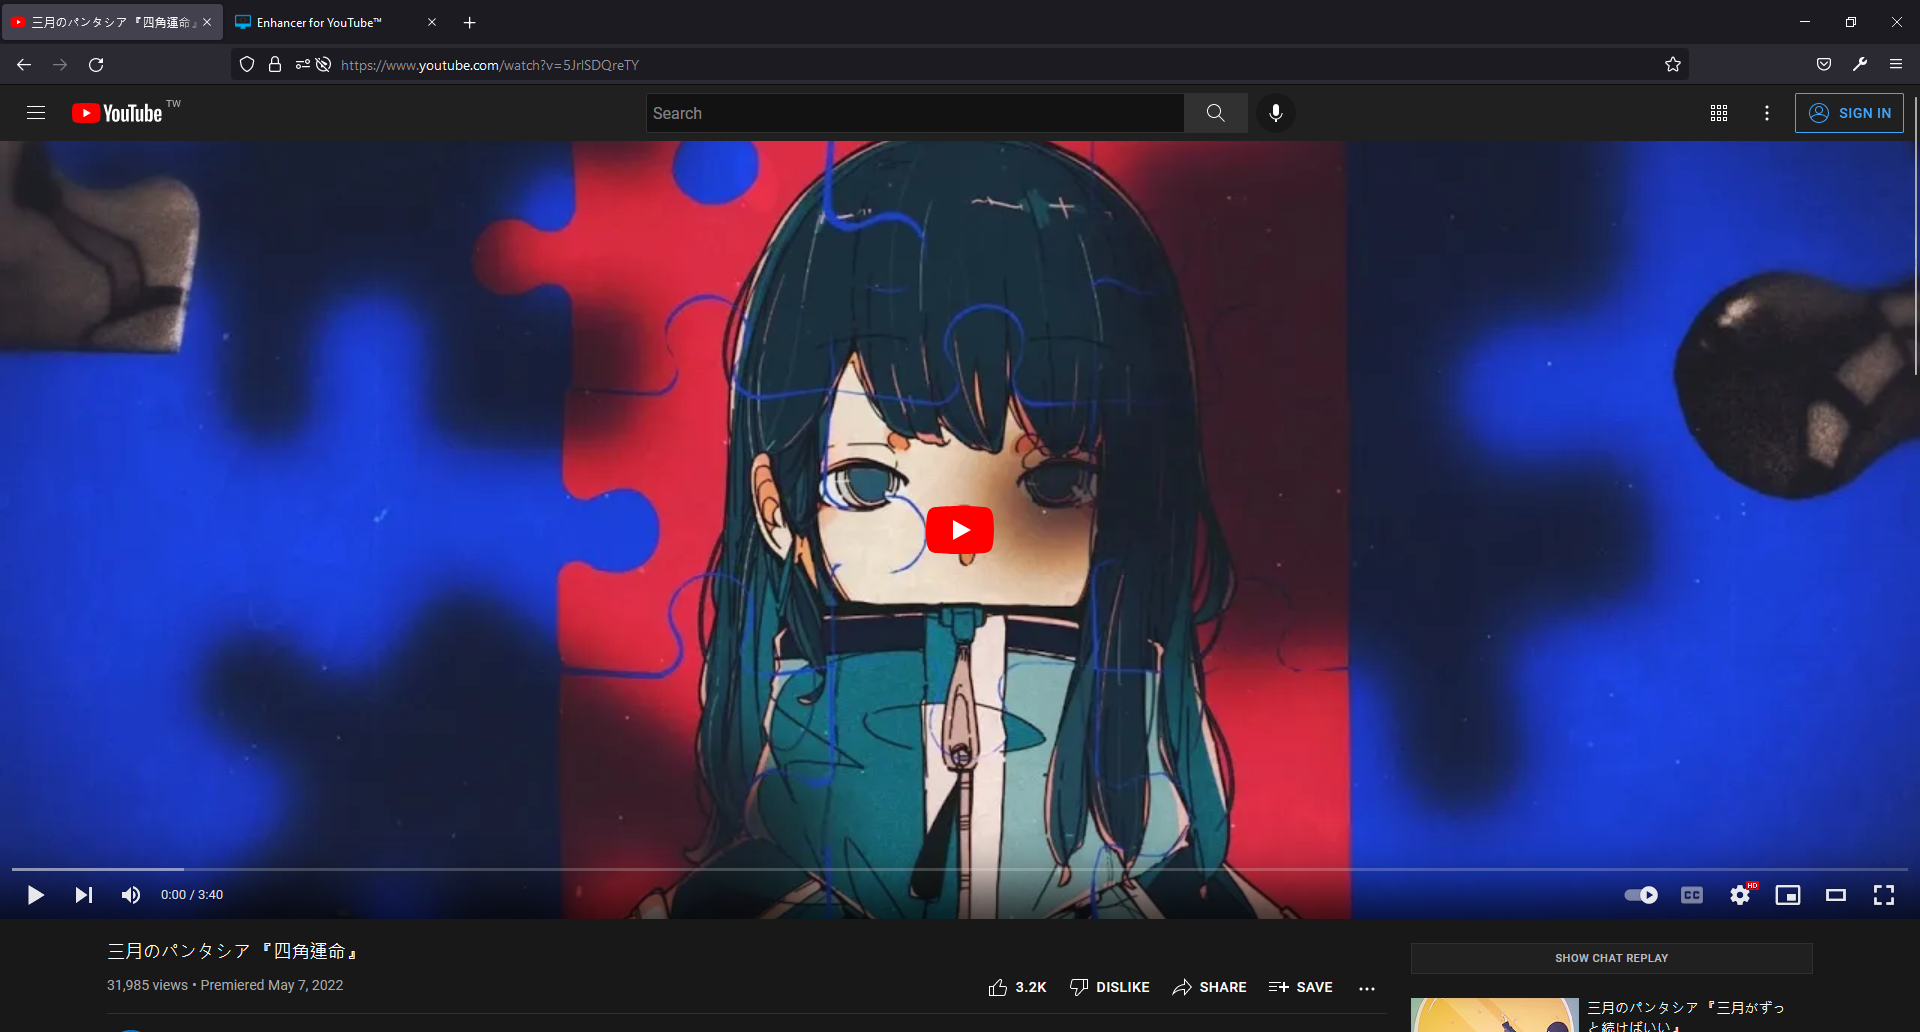 三月のパンタシア 『四角運命』
Enhancer for YouTube™
https://www.youtube.com/watch?v=5JrlSDQreTY
YouTube TW
Search
SIGN IN
0:00 / 3:40
CC
HD
三月のパンタシア 『四角運命』
31,985 views • Premiered May 7, 2022
3.2K
DISLIKE
SHARE
SAVE
SHOW CHAT REPLAY
三月のパンタシア 『三月がずっ
と続けばいい』